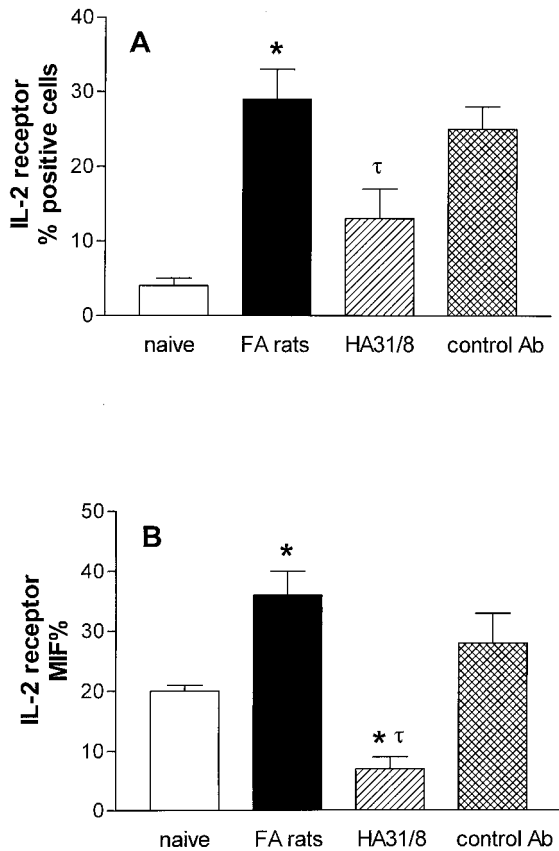 A
IL-2 receptor
% positive cells
40
30
20
10
0
*
τ
naive FA rats HA31/8 control Ab
B
IL-2 receptor
MIF%
50
40
30
20
10
0
*
* τ
naive FA rats HA31/8 control Ab